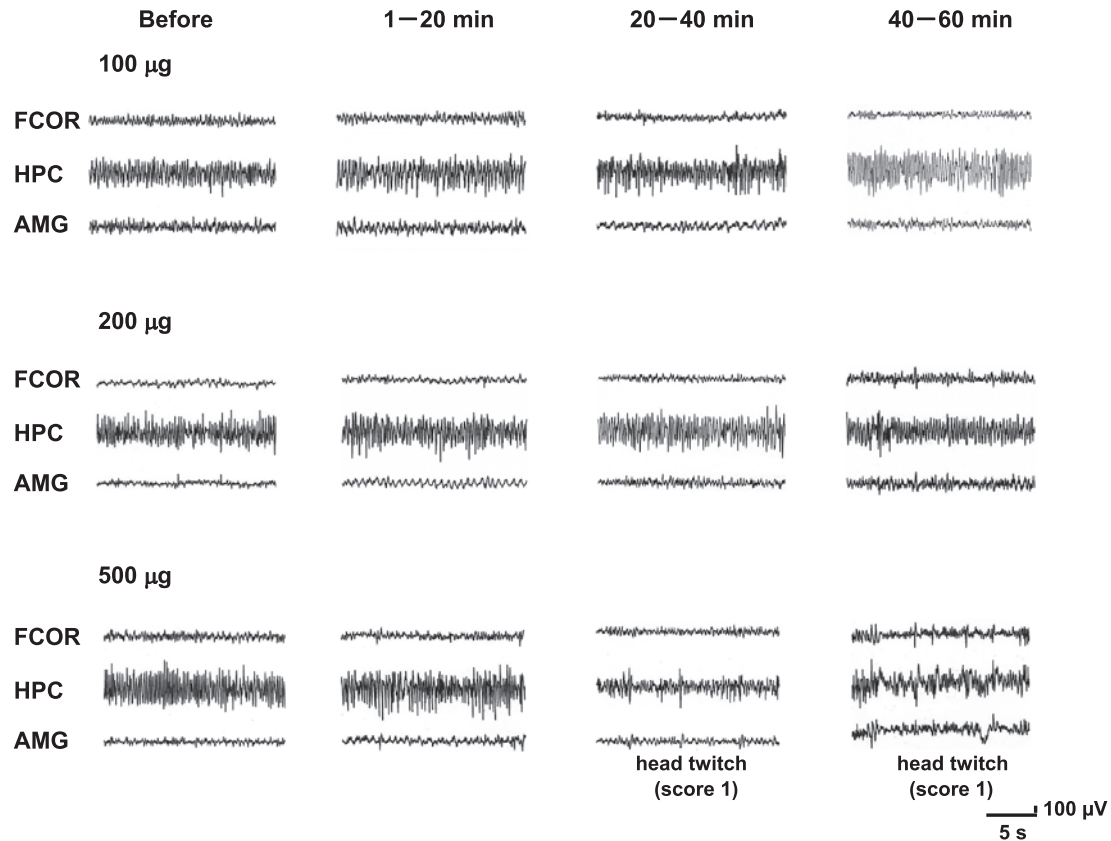 Before 1−20 min 20−40 min 40−60 min
100 µg
FCOR
HPC
AMG
200 µg
FCOR
HPC
AMG
500 µg
FCOR
HPC
AMG
head twitch head twitch
(score 1) (score 1)
100 µV
5 s